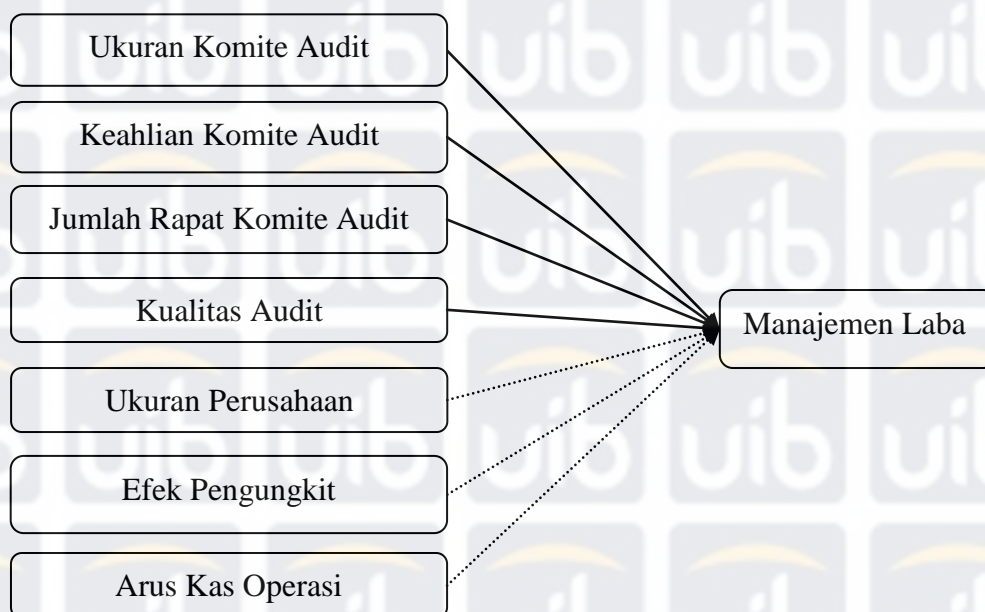 Ukuran Komite Audit
Keahlian Komite Audit
Jumlah Rapat Komite Audit
Kualitas Audit
Manajemen Laba
Ukuran Perusahaan
Efek Pengungkit
Arus Kas Operasi